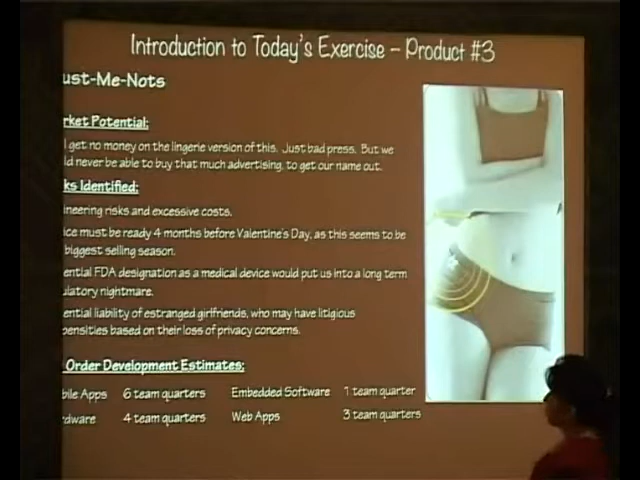 Introduction to Today's Exercise – Product #3
ust-Me-Nots
rket Potential:
l get no money on the lingerie version of this. Just bad press. But we
ld never be able to buy that much advertising, to get our name out.
ks Identified:
ineering risks and excessive costs.
ice must be ready 4 months before Valentine's Day, as this seems to be
biggest selling season.
ential FDA designation as a medical device would put us into a long term
ulatory nightmare.
ential liability of estranged girlfriends, who may have litigious
pensities based on their loss of privacy concerns.
Order Development Estimates:
bile Apps 6 team quarters Embedded Software 1 team quarter
rdware 4 team quarters Web Apps 3 team quarters